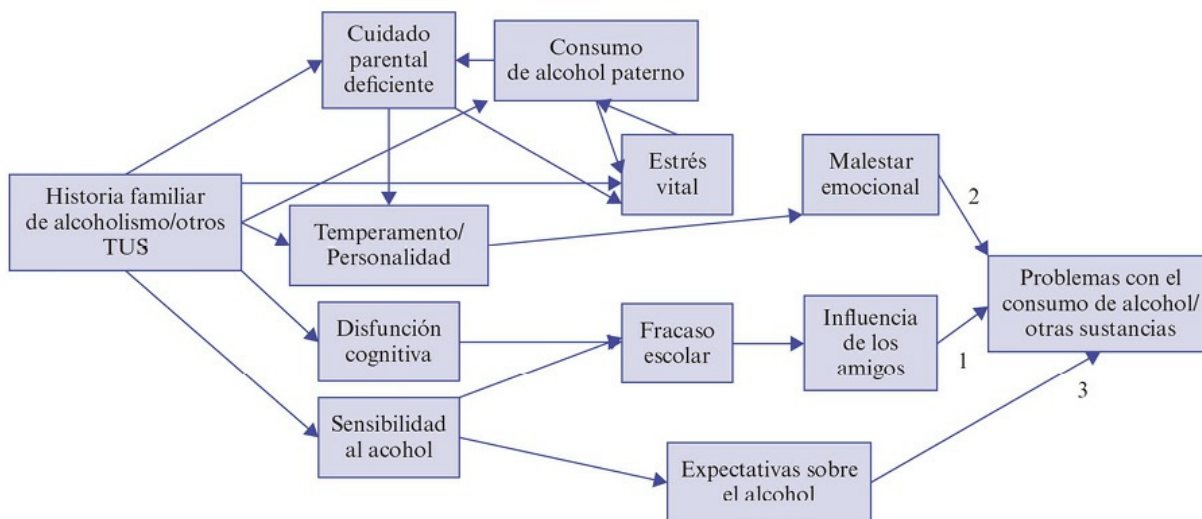 Cuidado
parental
deficiente
Consumo
de alcohol paterno
Estrés
vital
Malestar
emocional
2
Historia familiar
de alcoholismo/otros
TUS
Temperamento/
Personalidad
Problemas con el
consumo de alcohol/
otras sustancias
Disfunción
cognitiva
Fracaso
escolar
Influencia
de los
amigos
1
3
Sensibilidad
al acohol
Expectativas sobre
el alcohol